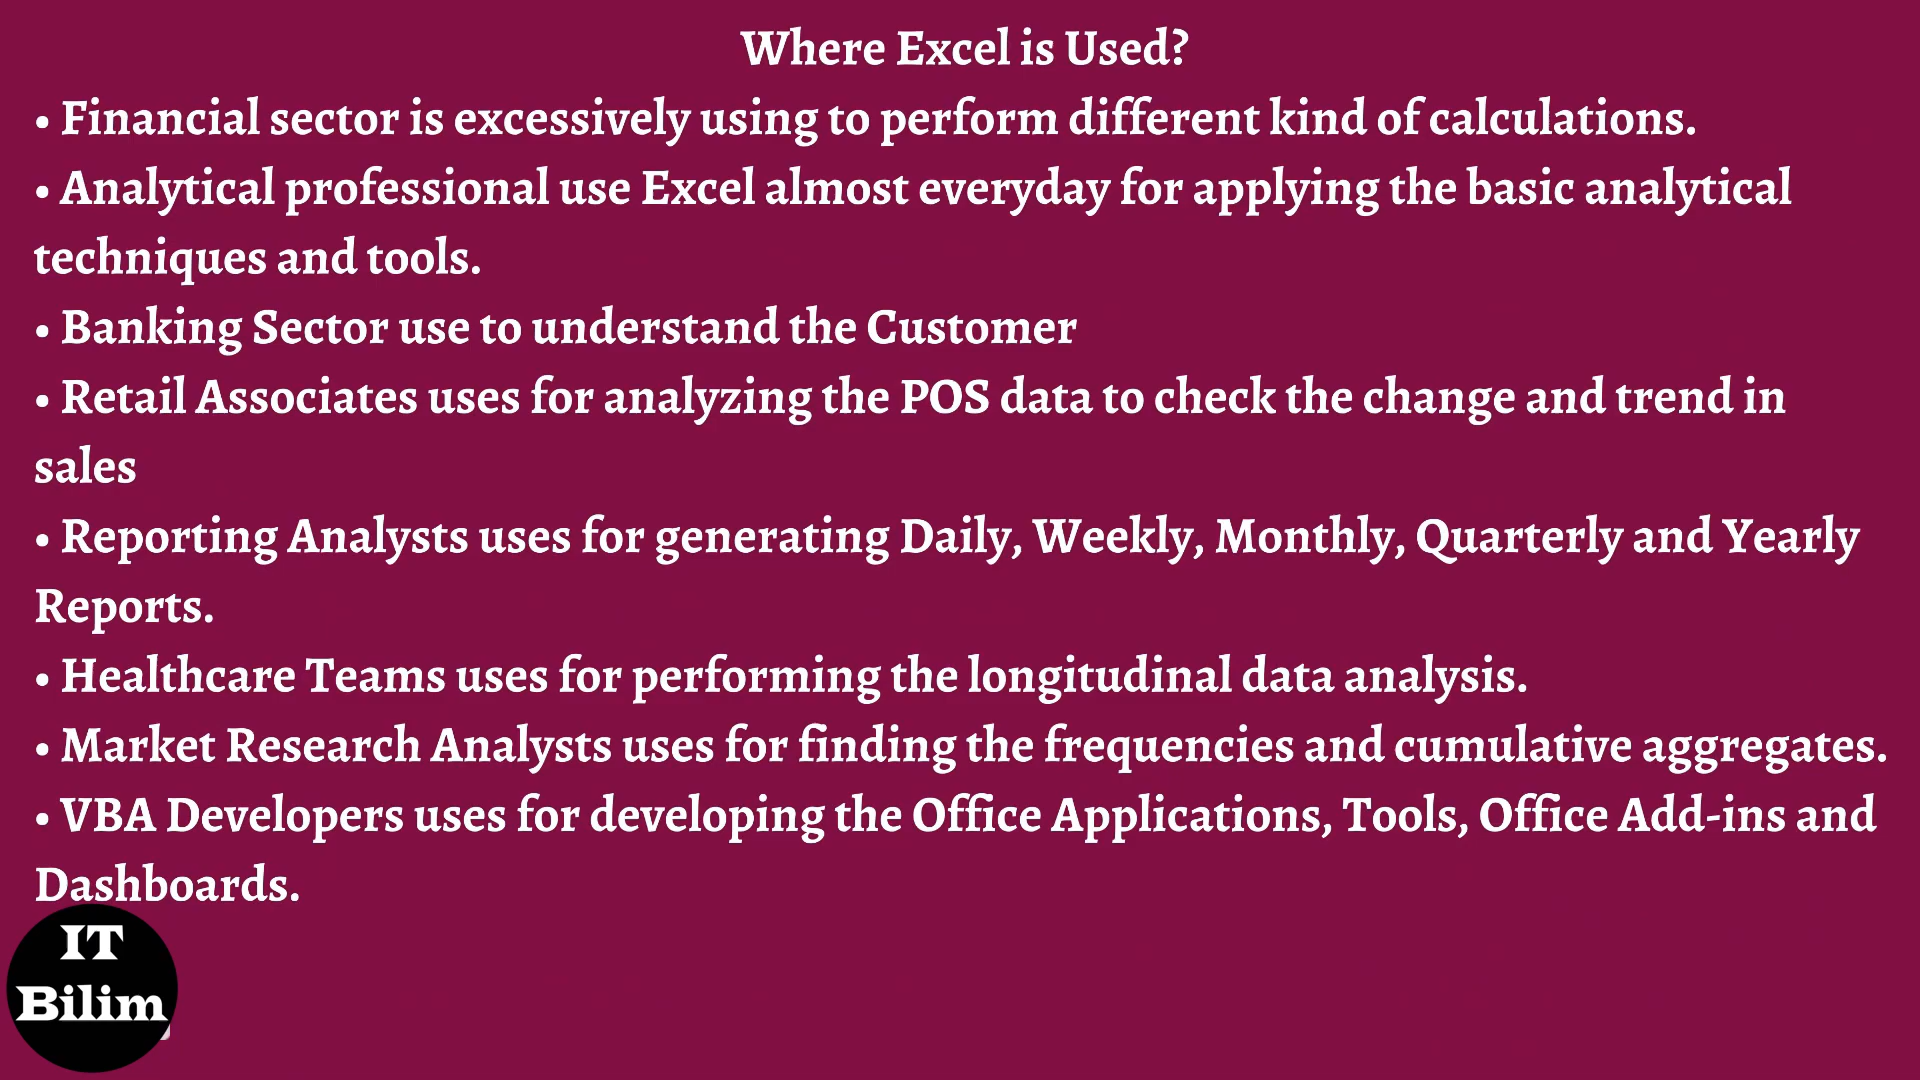 Where Excel is Used?
• Financial sector is excessively using to perform different kind of calculations.
• Analytical professional use Excel almost everyday for applying the basic analytical
techniques and tools.
• Banking Sector use to understand the Customer
• Retail Associates uses for analyzing the POS data to check the change and trend in
sales
• Reporting Analysts uses for generating Daily, Weekly, Monthly, Quarterly and Yearly
Reports.
• Healthcare Teams uses for performing the longitudinal data analysis.
• Market Research Analysts uses for finding the frequencies and cumulative aggregates.
• VBA Developers uses for developing the Office Applications, Tools, Office Add-ins and
Dashboards.
IT
Bilim